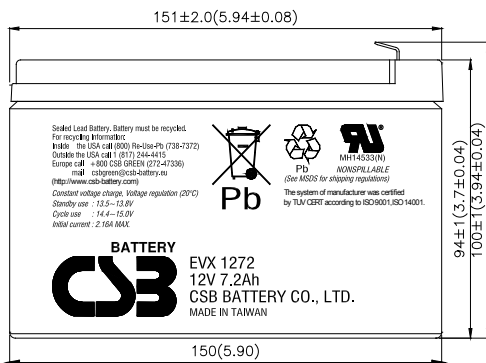 151±2.0(5.94±0.08)
Sealed Lead Battery. Battery must be recycled.
For recycling Information:
Inside the USA call (800) Re-Use-Pb (738-7372)
Outside the USA call 1 (817) 244-4415
Europe call +800 CSB GREEN (272-47336)
mail csbgreen@csb-battery.eu
(http://www.csb-battery.com)
Constant voltage charge, Voltage regulation (20°C)
Standby use : 13.5~13.8V
Cycle use : 14.4~15.0V
Initial current : 2.16A MAX.
Pb
Pb
MH14533(N)
NONSPILLABLE
(See MSDS for shipping regulations)
The system of manufacturer was certified
by TUV CERT according to ISO9001,ISO14001.
94±1(3.7±0.04)
100±1(3.94±0.04)
BATTERY
CSB
EVX 1272
12V 7.2Ah
CSB BATTERY CO., LTD.
MADE IN TAIWAN
150(5.90)